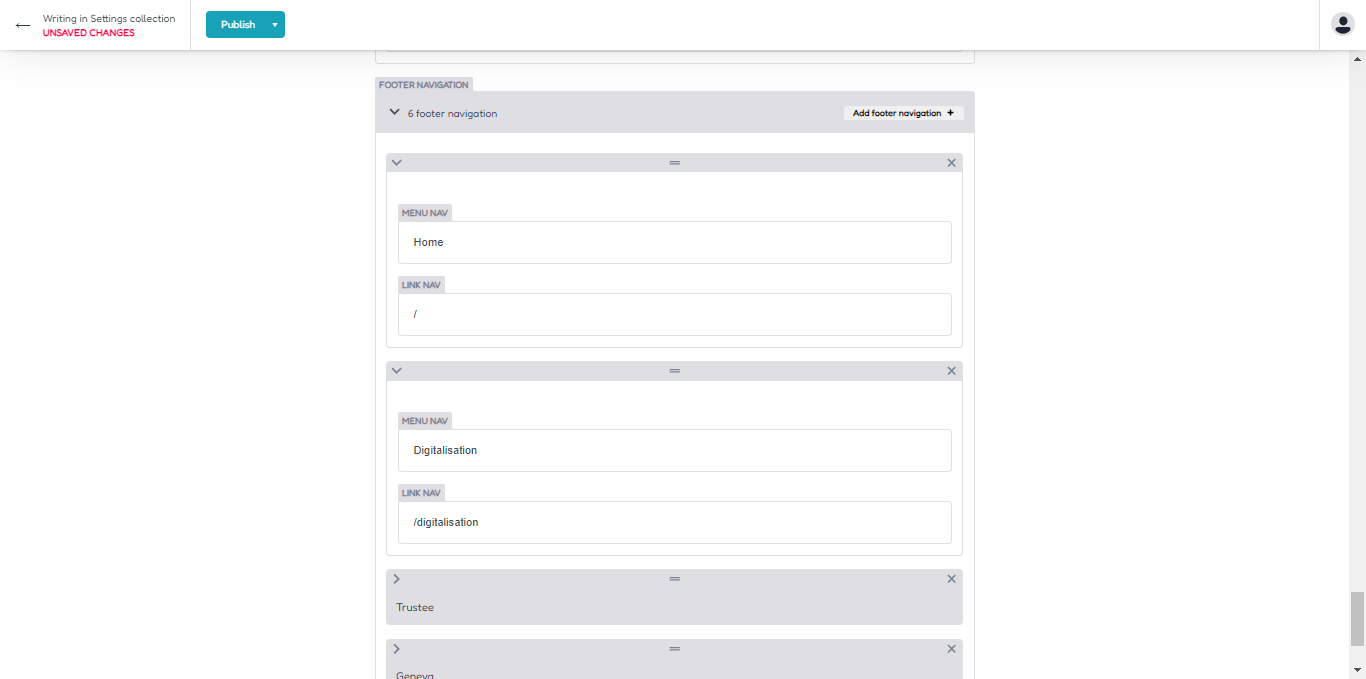 Writing in Settings collection
UNSAVED CHANGES
Publish
FOOTER NAVIGATION
6 footer navigation
Add footer navigation +
MENU NAV
Home
LINK NAV
/
MENU NAV
Digitalisation
LINK NAV
/digitalisation
Trustee
Geneva